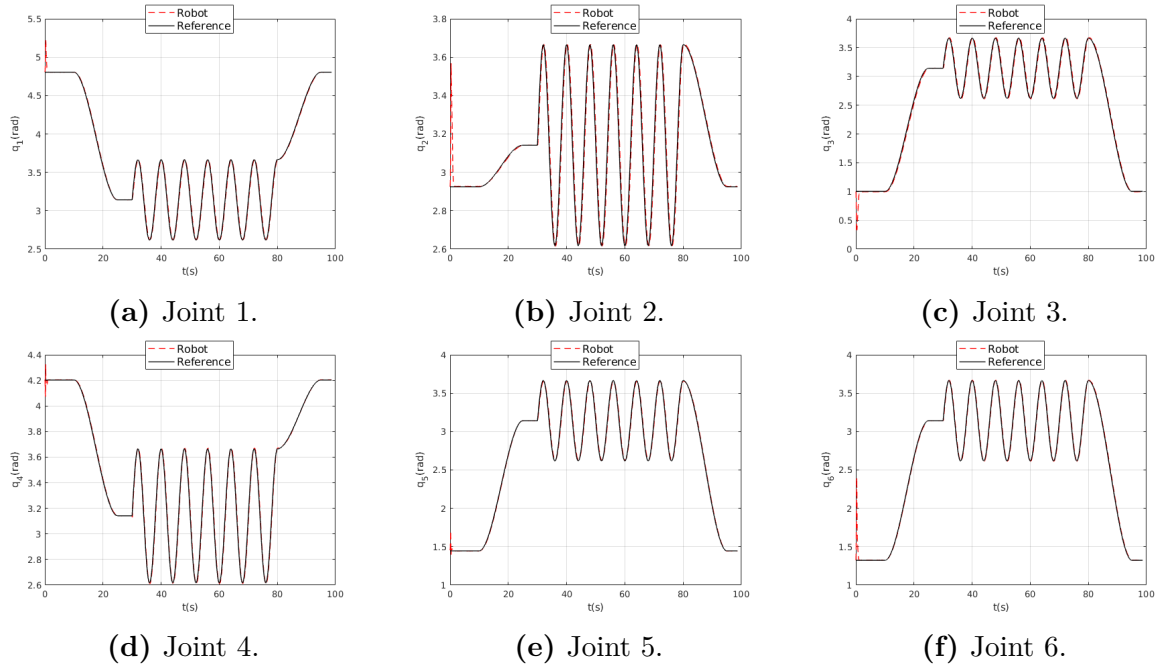 Robot
Reference
5.5
5
4.5
4
3.5
3
2.5
q1(rad)
0 20 40 60 80 100
t(s)
(a) Joint 1.
Robot
Reference
3.8
3.6
3.4
3.2
3
2.8
2.6
q2(rad)
0 20 40 60 80 100
t(s)
(b) Joint 2.
Robot
Reference
4
3.5
3
2.5
2
1.5
1
0.5
0
q3(rad)
0 20 40 60 80 100
t(s)
(c) Joint 3.
Robot
Reference
4.4
4.2
4
3.8
3.6
3.4
3.2
3
2.8
2.6
q4(rad)
0 20 40 60 80 100
t(s)
(d) Joint 4.
Robot
Reference
4
3.5
3
2.5
2
1.5
1
q5(rad)
0 20 40 60 80 100
t(s)
(e) Joint 5.
Robot
Reference
4
3.5
3
2.5
2
1.5
1
q6(rad)
0 20 40 60 80 100
t(s)
(f) Joint 6.